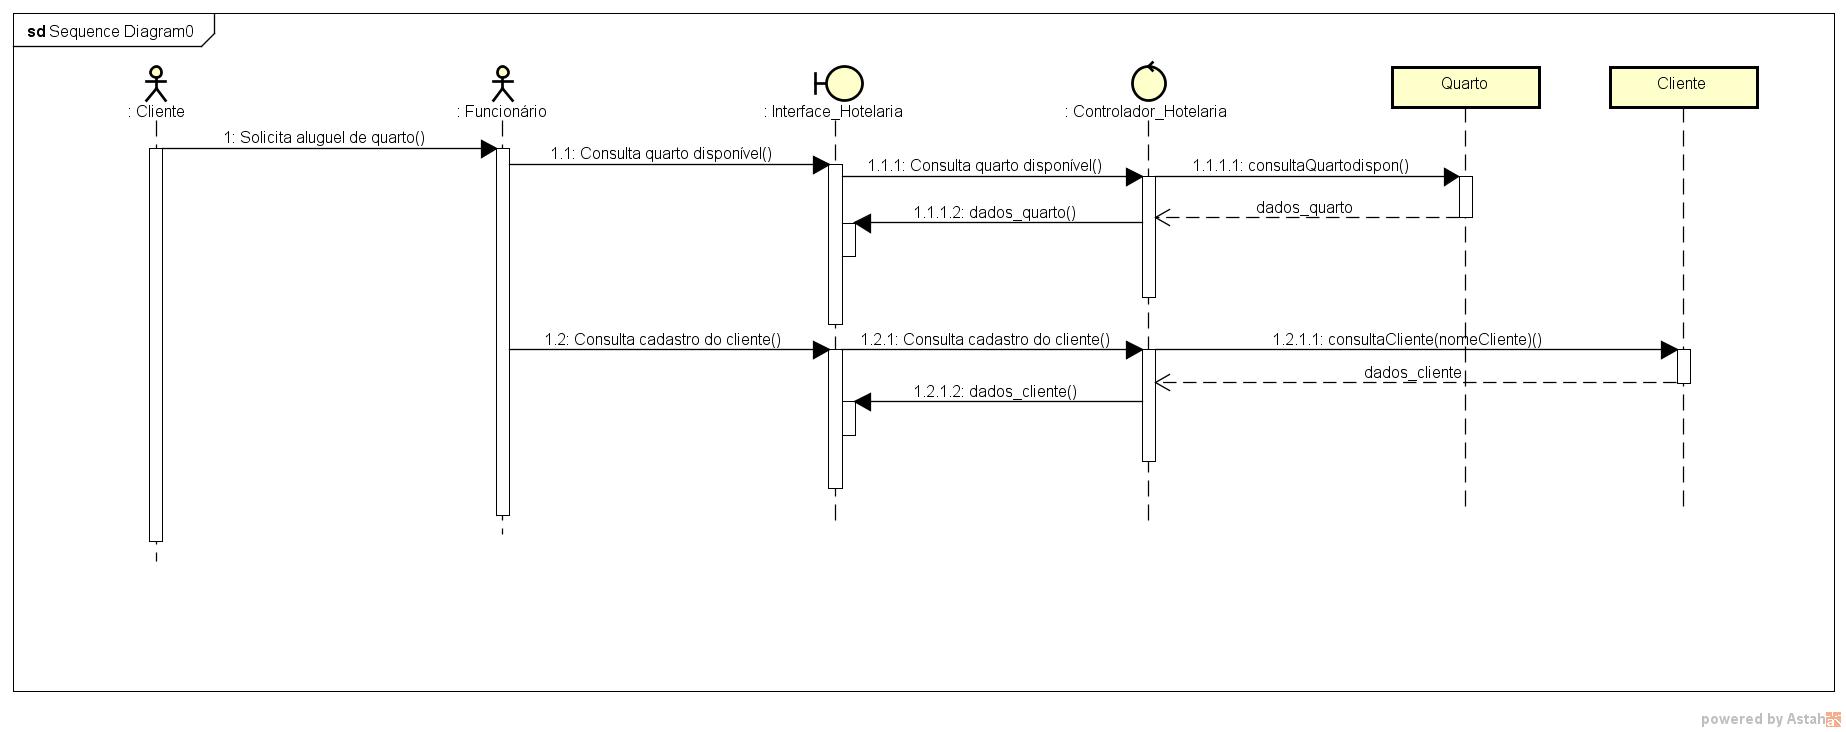 sd Sequence Diagram0
: Cliente
: Funcionário
: Interface_Hotelaria
: Controlador_Hotelaria
Quarto
Cliente
1: Solicita aluguel de quarto()
1.1: Consulta quarto disponível()
1.1.1: Consulta quarto disponível()
1.1.1.1: consultaQuartodispon()
dados_quarto
1.1.1.2: dados_quarto()
1.2: Consulta cadastro do cliente()
1.2.1: Consulta cadastro do cliente()
1.2.1.1: consultaCliente(nomeCliente)()
dados_cliente
1.2.1.2: dados_cliente()
powered by Astah